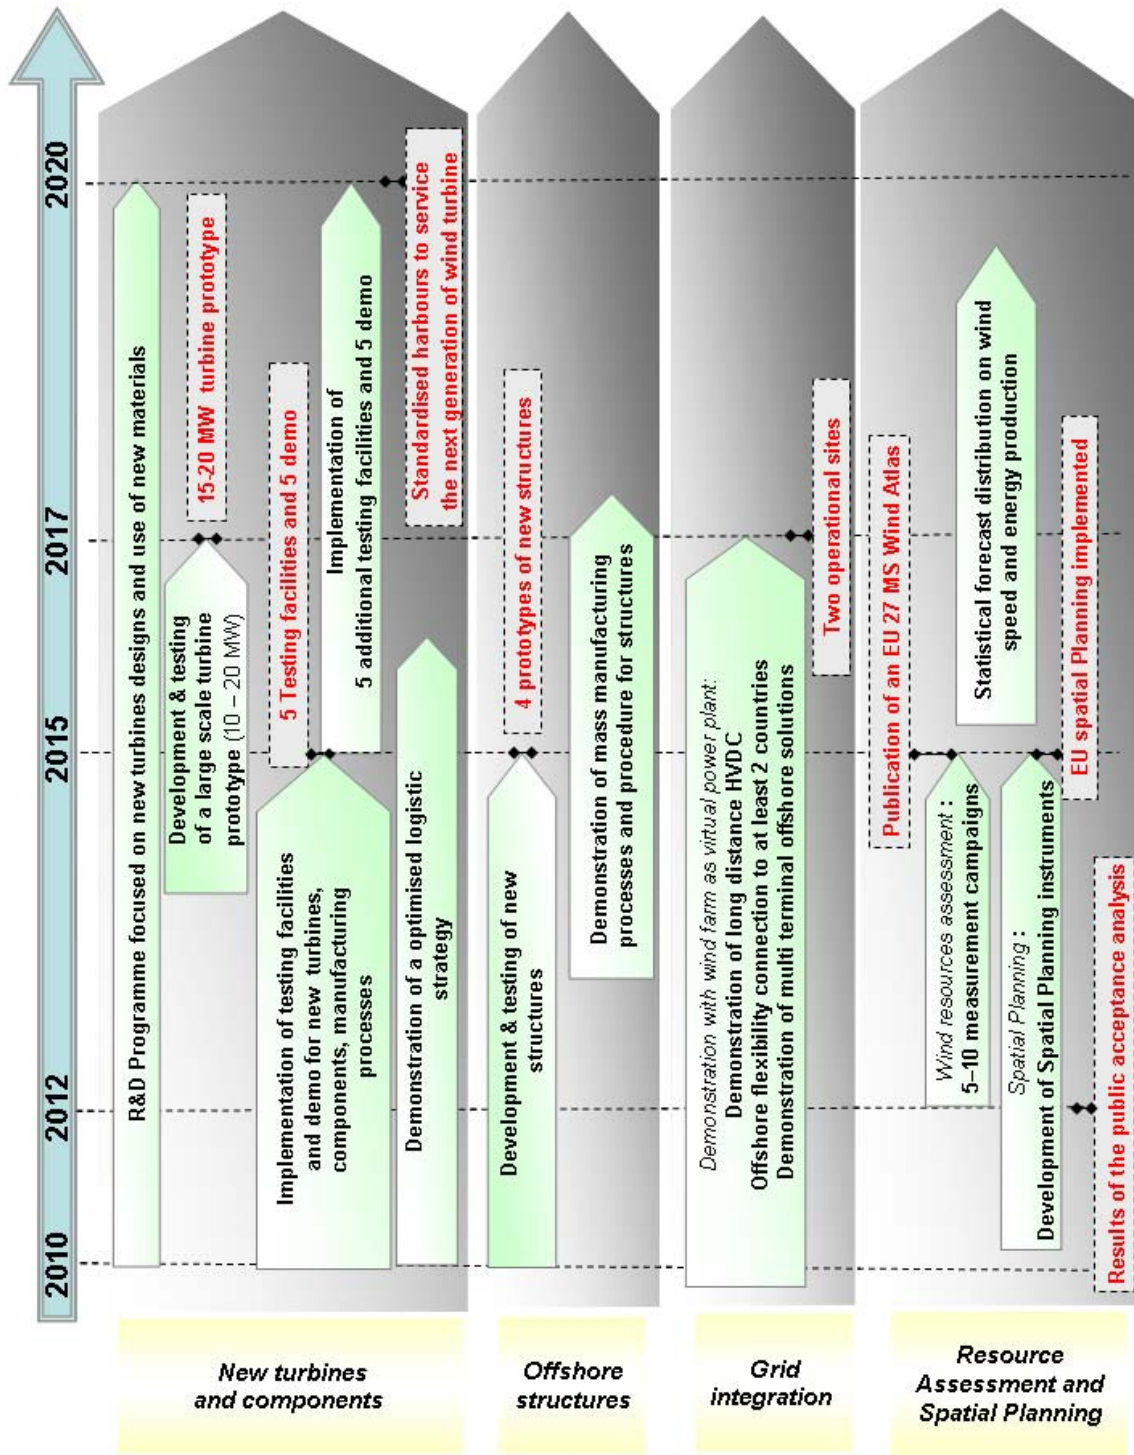 2010
2012
2015
2017
2020
New turbines
and components
R&D Programme focused on new turbines designs and use of new materials
Development & testing
of a large scale turbine
prototype (10 – 20 MW)
15-20 MW turbine prototype
Implementation of testing facilities
and demo for new turbines,
components, manufacturing
processes
5 Testing facilities and 5 demo
Implementation of
5 additional testing facilities and 5 demo
Demonstration of a optimised logistic
strategy
Standardised harbours to service
the next generation of wind turbine
Offshore
structures
Development & testing of new
structures
4 prototypes of new structures
Demonstration of mass manufacturing
processes and procedure for structures
Grid
integration
Demonstration with wind farm as virtual power plant:
Demonstration of long distance HVDC
Offshore flexibility connection to at least 2 countries
Demonstration of multi terminal offshore solutions
Two operational sites
Resource
Assessment and
Spatial Planning
Publication of an EU 27 MS Wind Atlas
Wind resources assessment :
5–10 measurement campaigns
Statistical forecast distribution on wind
speed and energy production
Spatial Planning :
Development of Spatial Planning instruments
EU spatial Planning implemented
Results of the public acceptance analysis